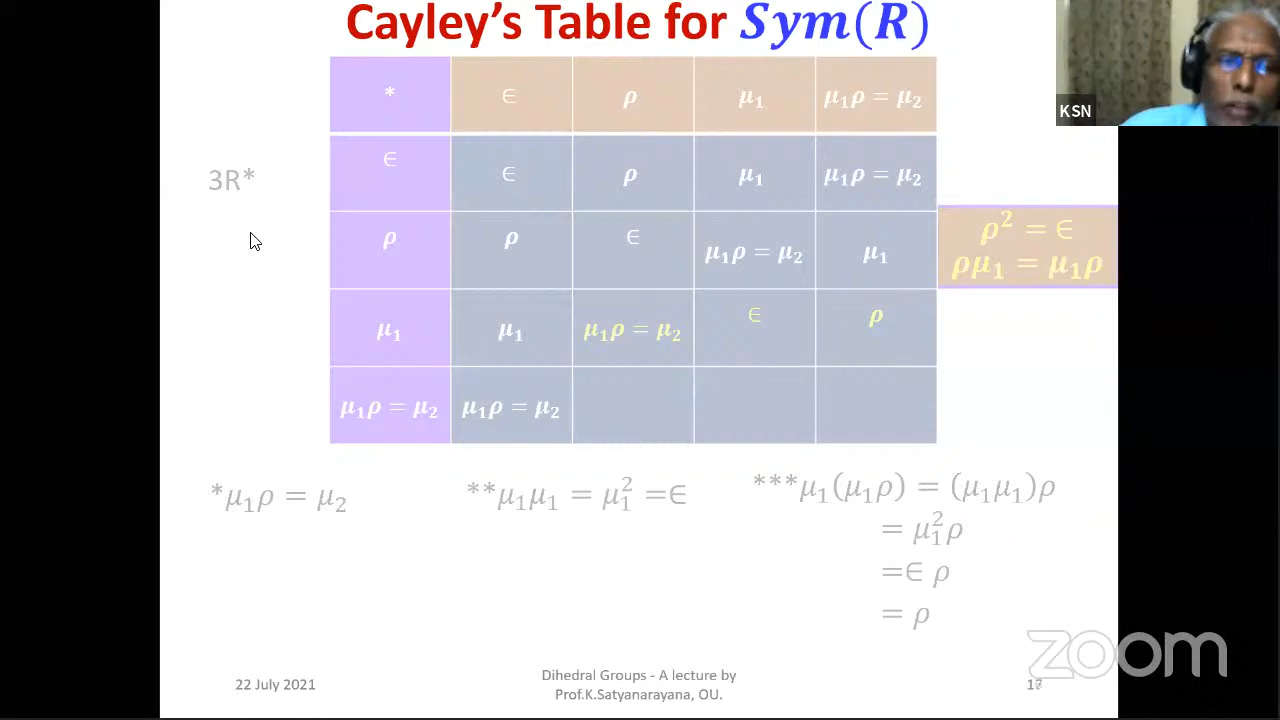 Cayley's Table for Sym(R)
* ∈ ρ μ₁ μ₁ρ = μ₂
∈ ∈ ρ μ₁ μ₁ρ = μ₂
ρ ρ ∈ μ₁ρ = μ₂ μ₁
μ₁ μ₁ μ₁ρ = μ₂ ∈ ρ
μ₁ρ = μ₂ μ₁ρ = μ₂
3R*
ρ² = ∈
ρμ₁ = μ₁ρ
KSN
*μ₁ρ = μ₂
**μ₁μ₁ = μ₁² =∈
***μ₁(μ₁ρ) = (μ₁μ₁)ρ
= μ₁²ρ
=∈ ρ
= ρ
22 July 2021
Dihedral Groups - A lecture by
Prof.K.Satyanarayana, OU.
zoom